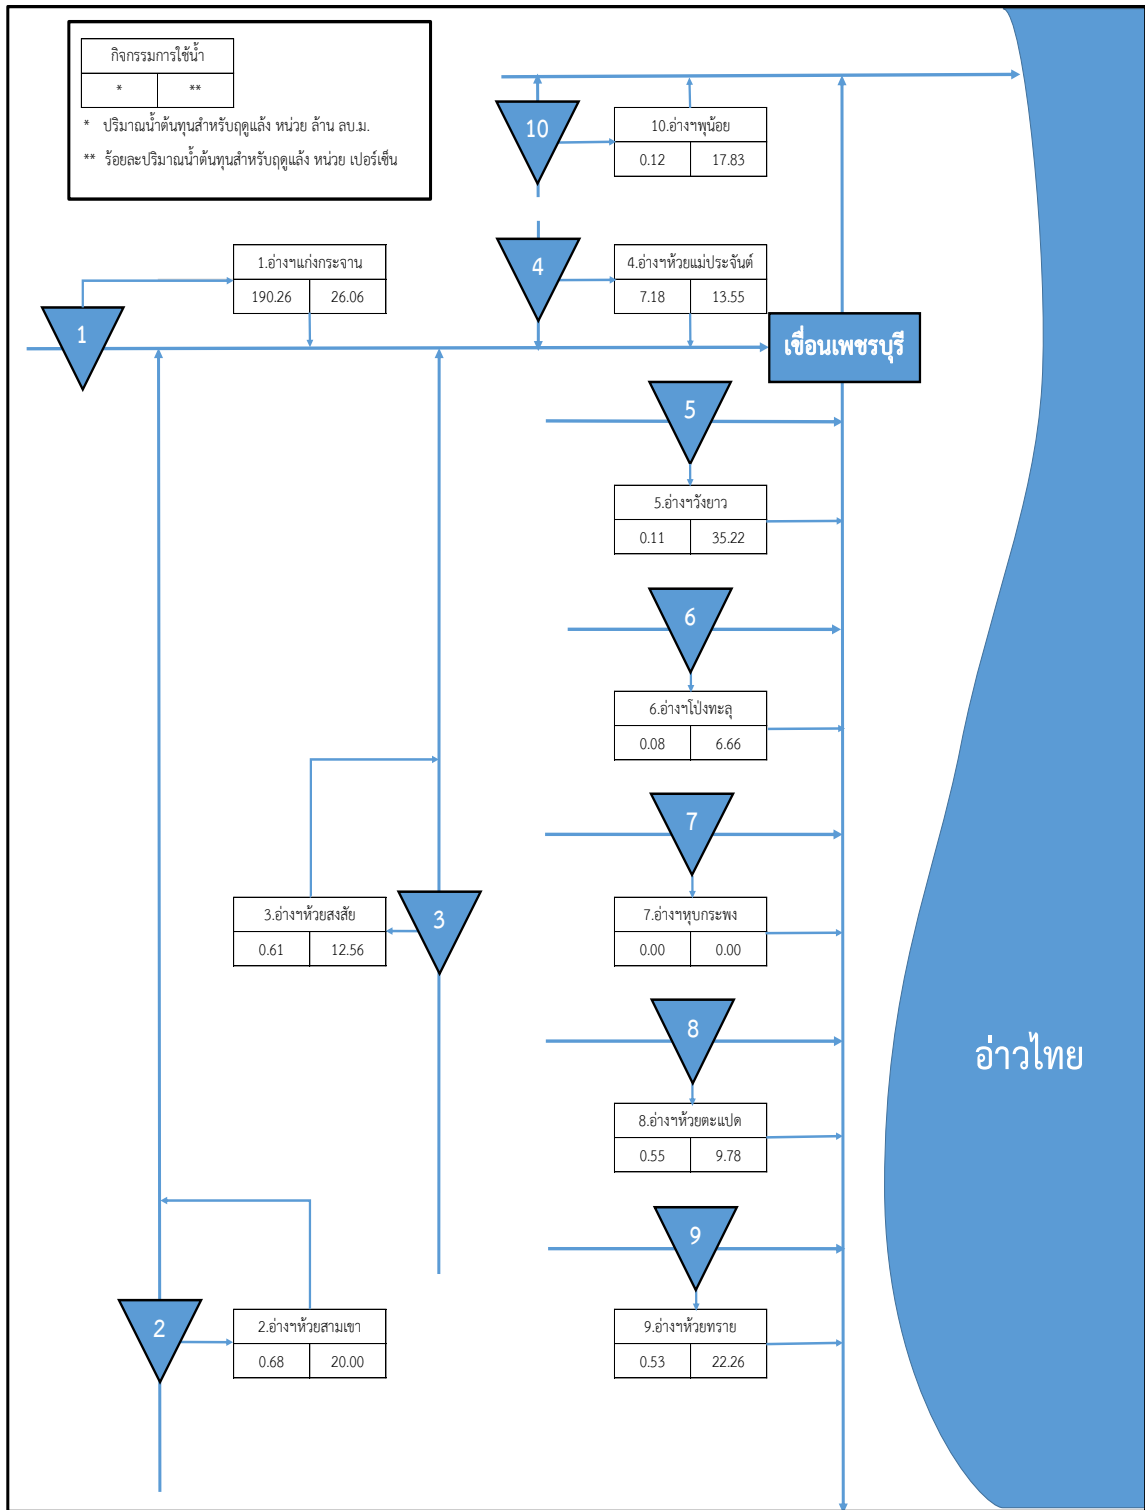 กิจกรรมการใช้น้ำ
* **
* ปริมาณน้ำต้นทุนสำหรับฤดูแล้ง หน่วย ล้าน ลบ.ม.
** ร้อยละปริมาณน้ำต้นทุนสำหรับฤดูแล้ง หน่วย เปอร์เซ็น
10
10.อ่างฯพุน้อย
0.12 17.83
1
1.อ่างฯแก่งกระจาน
190.26 26.06
4
4.อ่างฯห้วยแม่ประจันต์
7.18 13.55
เขื่อนเพชรบุรี
5
5.อ่างฯวังยาว
0.11 35.22
6
6.อ่างฯโป่งทะลุ
0.08 6.66
7
7.อ่างฯหุบกระพง
0.00 0.00
3.อ่างฯห้วยสงสัย
0.61 12.56
3
8
8.อ่างฯห้วยตะแปด
0.55 9.78
อ่าวไทย
9
9.อ่างฯห้วยทราย
0.53 22.26
2
2.อ่างฯห้วยสามเขา
0.68 20.00